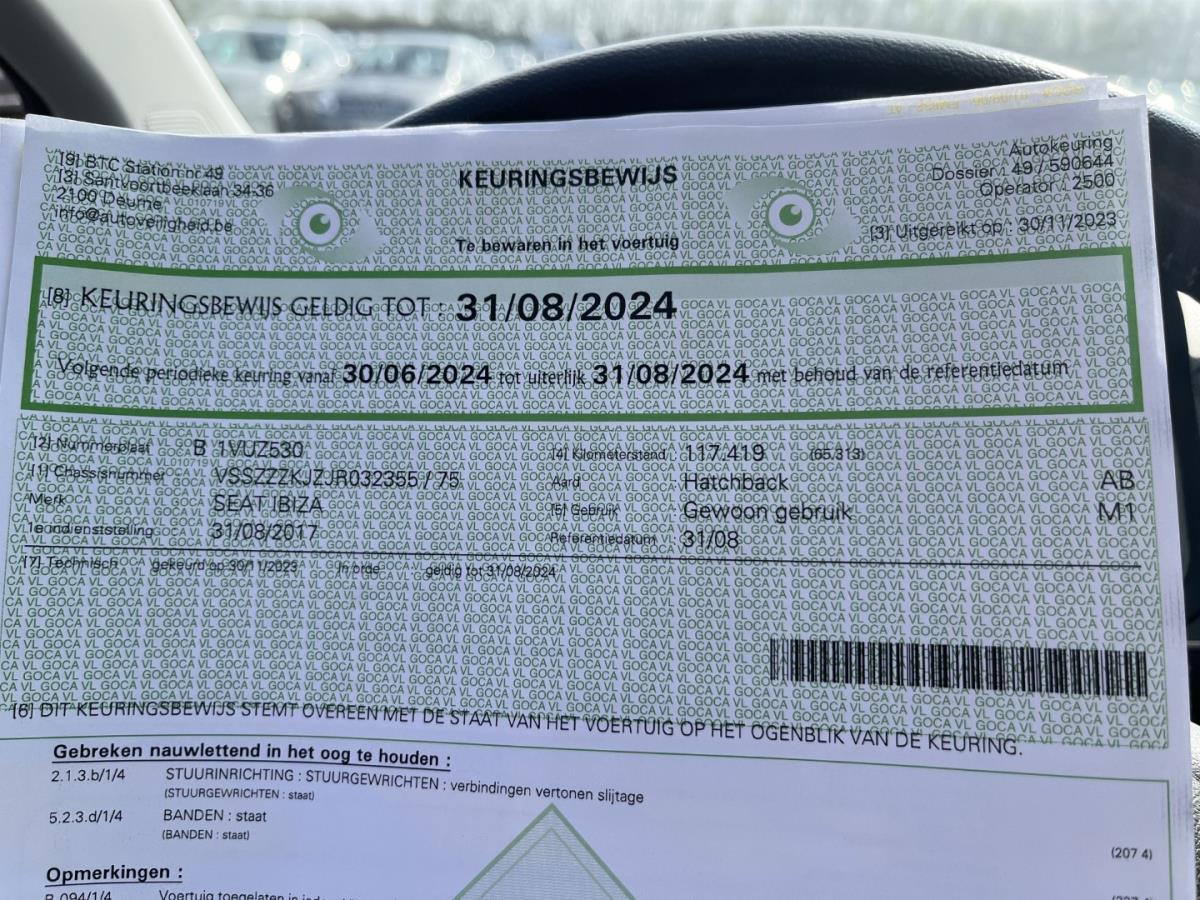 [9] BTC Station nr 49
[3] Santvoortbeeklaan 34-36
2100 Deurne
info@autoveiligheid.be
KEURINGSBEWIJS
Te bewaren in het voertuig
Autokeuring
Dossier : 49 / 590644
Operator : 2500
[3] Uitgereikt op : 30/11/2023
[8] KEURINGSBEWIJS GELDIG TOT : 31/08/2024
Volgende periodieke keuring vanaf 30/06/2024 tot uiterlijk 31/08/2024 met behoud van de referentiedatum
[2] Nummerplaat B 1VUZ530 [4] Kilometerstand 117.419 (65.313)
[1] Chassisnummer VSSZZZKJZJR032355 / 75 Aard Hatchback AB
Merk SEAT IBIZA [5] Gebruik Gewoon gebruik M1
1e indienststelling 31/08/2017 Referentiedatum 31/08
[7] Technisch gekeurd op 30/11/2023 In orde geldig tot 31/08/2024
[6] DIT KEURINGSBEWIJS STEMT OVEREEN MET DE STAAT VAN HET VOERTUIG OP HET OGENBLIK VAN DE KEURING.
Gebreken nauwlettend in het oog te houden :
2.1.3.b/1/4 STUURINRICHTING : STUURGEWRICHTEN : verbindingen vertonen slijtage
(STUURGEWRICHTEN : staat)
5.2.3.d/1/4 BANDEN : staat
(BANDEN : staat)
(207 4)
Opmerkingen :
Voertuig toegelaten in